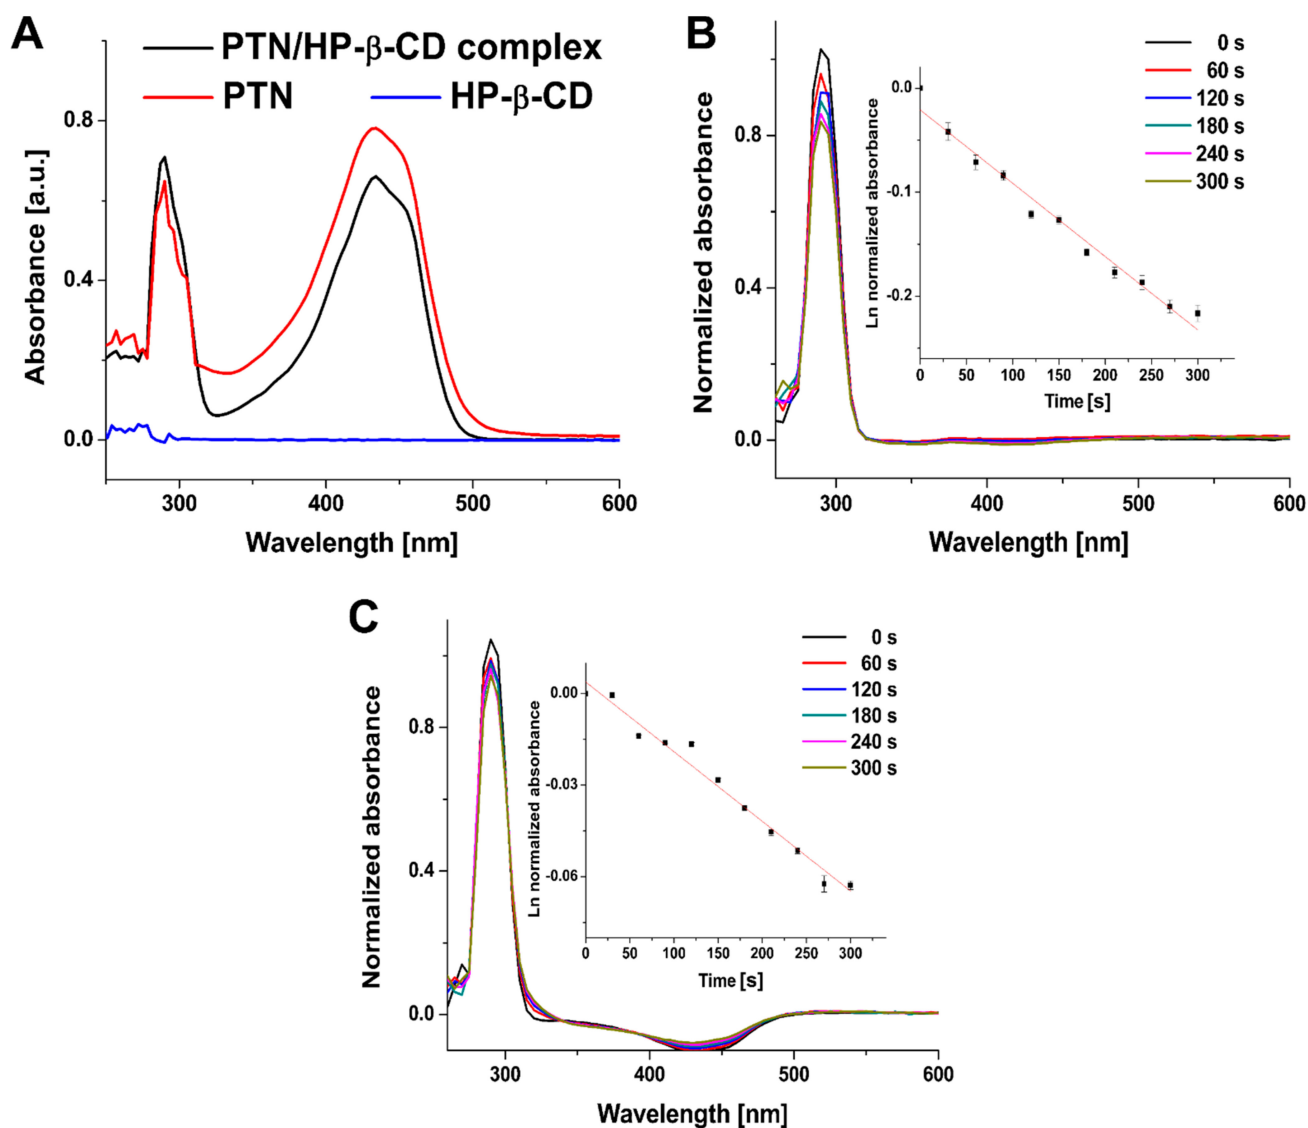 A
PTN/HP-β-CD complex
PTN
HP-β-CD
Absorbance [a.u.]
0.8
0.4
0.0
300
400
500
600
Wavelength [nm]
B
0 s
60 s
120 s
180 s
240 s
300 s
Normalized absorbance
0.8
0.4
0.0
Ln normalized absorbance
0.0
-0.1
-0.2
0
50
100
150
200
250
300
Time [s]
300
400
500
600
Wavelength [nm]
C
0 s
60 s
120 s
180 s
240 s
300 s
Normalized absorbance
0.8
0.4
0.0
Ln normalized absorbance
0.00
-0.03
-0.06
0
50
100
150
200
250
300
Time [s]
300
400
500
600
Wavelength [nm]